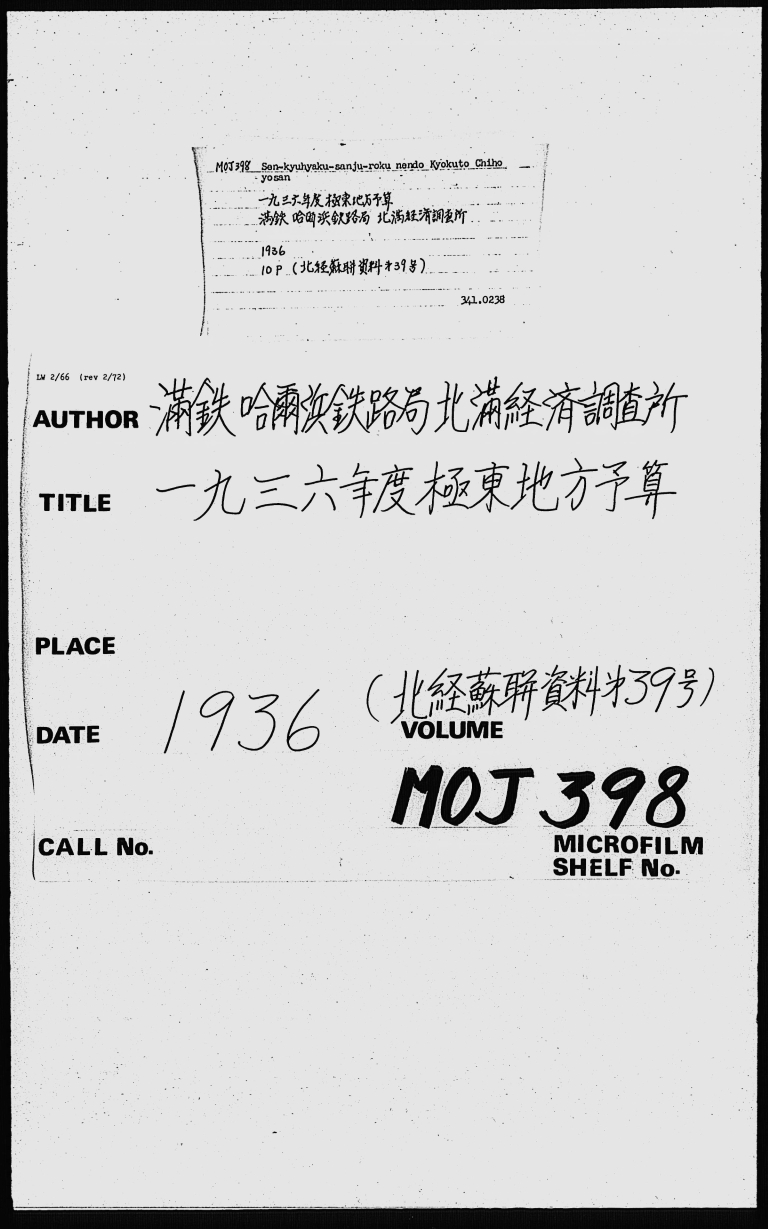 MOJ398 Sen-kyuhyaku-sanju-roku nendo Kyokuto Chiho
yosan
一九三六年度 極東地方予算
満鉄 哈爾浜鉄路局 北満経済調査所
1936
10 P (北経蘇聯資料㐧39号)
341.0238
LW 2/66 (rev 2/72)
AUTHOR 満鉄哈爾浜鉄路局北満経済調査所
TITLE 一九三六年度極東地方予算
PLACE
(北経蘇聯資料㐧39号)
DATE 1936
VOLUME
MOJ 398
CALL No.
MICROFILM
SHELF No.